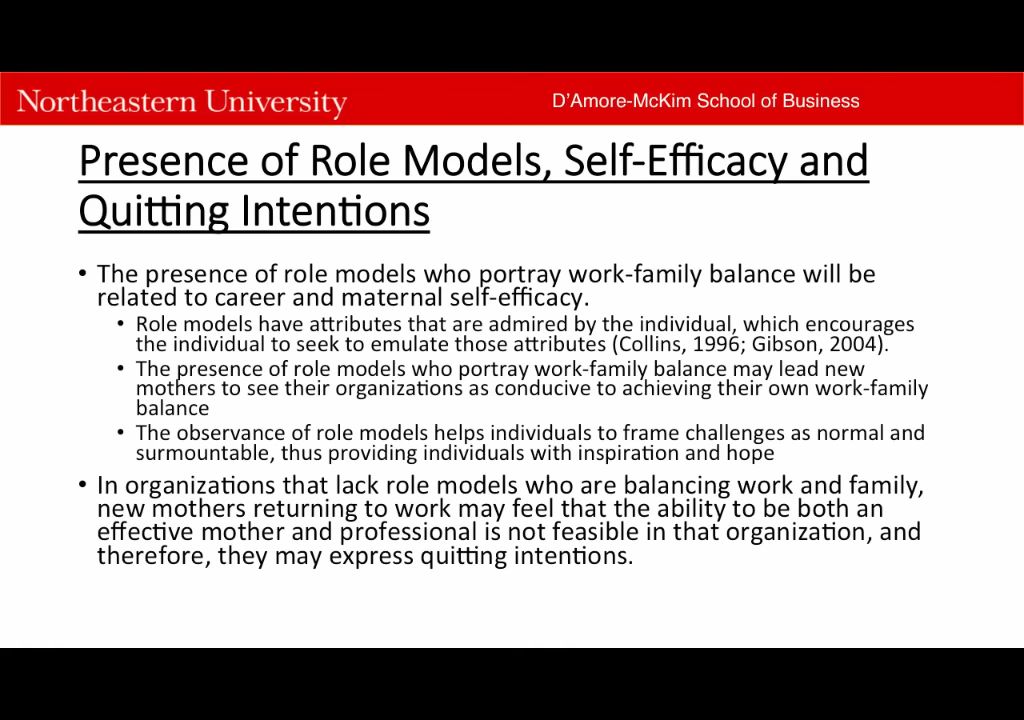 Northeastern University
D'Amore-McKim School of Business
Presence of Role Models, Self-Efficacy and
Quitting Intentions
• The presence of role models who portray work-family balance will be
related to career and maternal self-efficacy.
• Role models have attributes that are admired by the individual, which encourages
the individual to seek to emulate those attributes (Collins, 1996; Gibson, 2004).
• The presence of role models who portray work-family balance may lead new
mothers to see their organizations as conducive to achieving their own work-family
balance
• The observance of role models helps individuals to frame challenges as normal and
surmountable, thus providing individuals with inspiration and hope
• In organizations that lack role models who are balancing work and family,
new mothers returning to work may feel that the ability to be both an
effective mother and professional is not feasible in that organization, and
therefore, they may express quitting intentions.